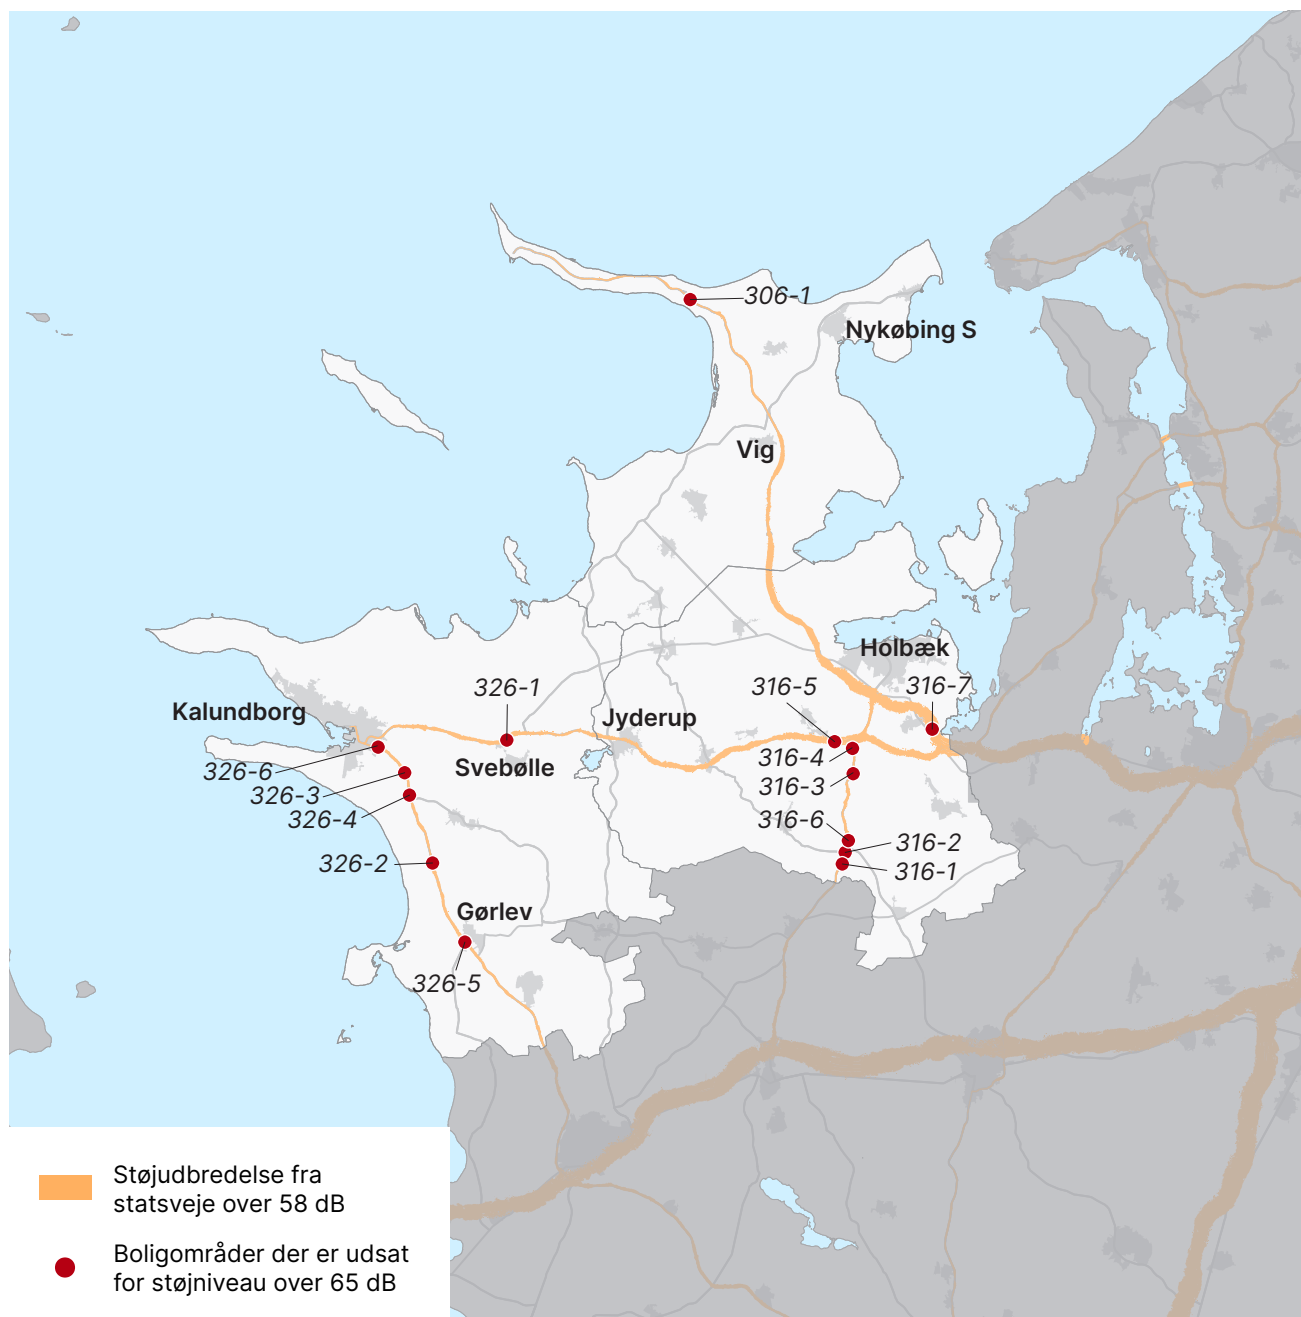 306-1
Nykøbing S
Vig
Holbæk
326-1
316-5
316-7
Kalundborg
Jyderup
316-4
326-6
Svebølle
326-3
316-3
326-4
316-6
316-2
326-2
316-1
Gørlev
326-5
Støjudbredelse fra
statsveje over 58 dB
Boligområder der er udsat
for støjniveau over 65 dB